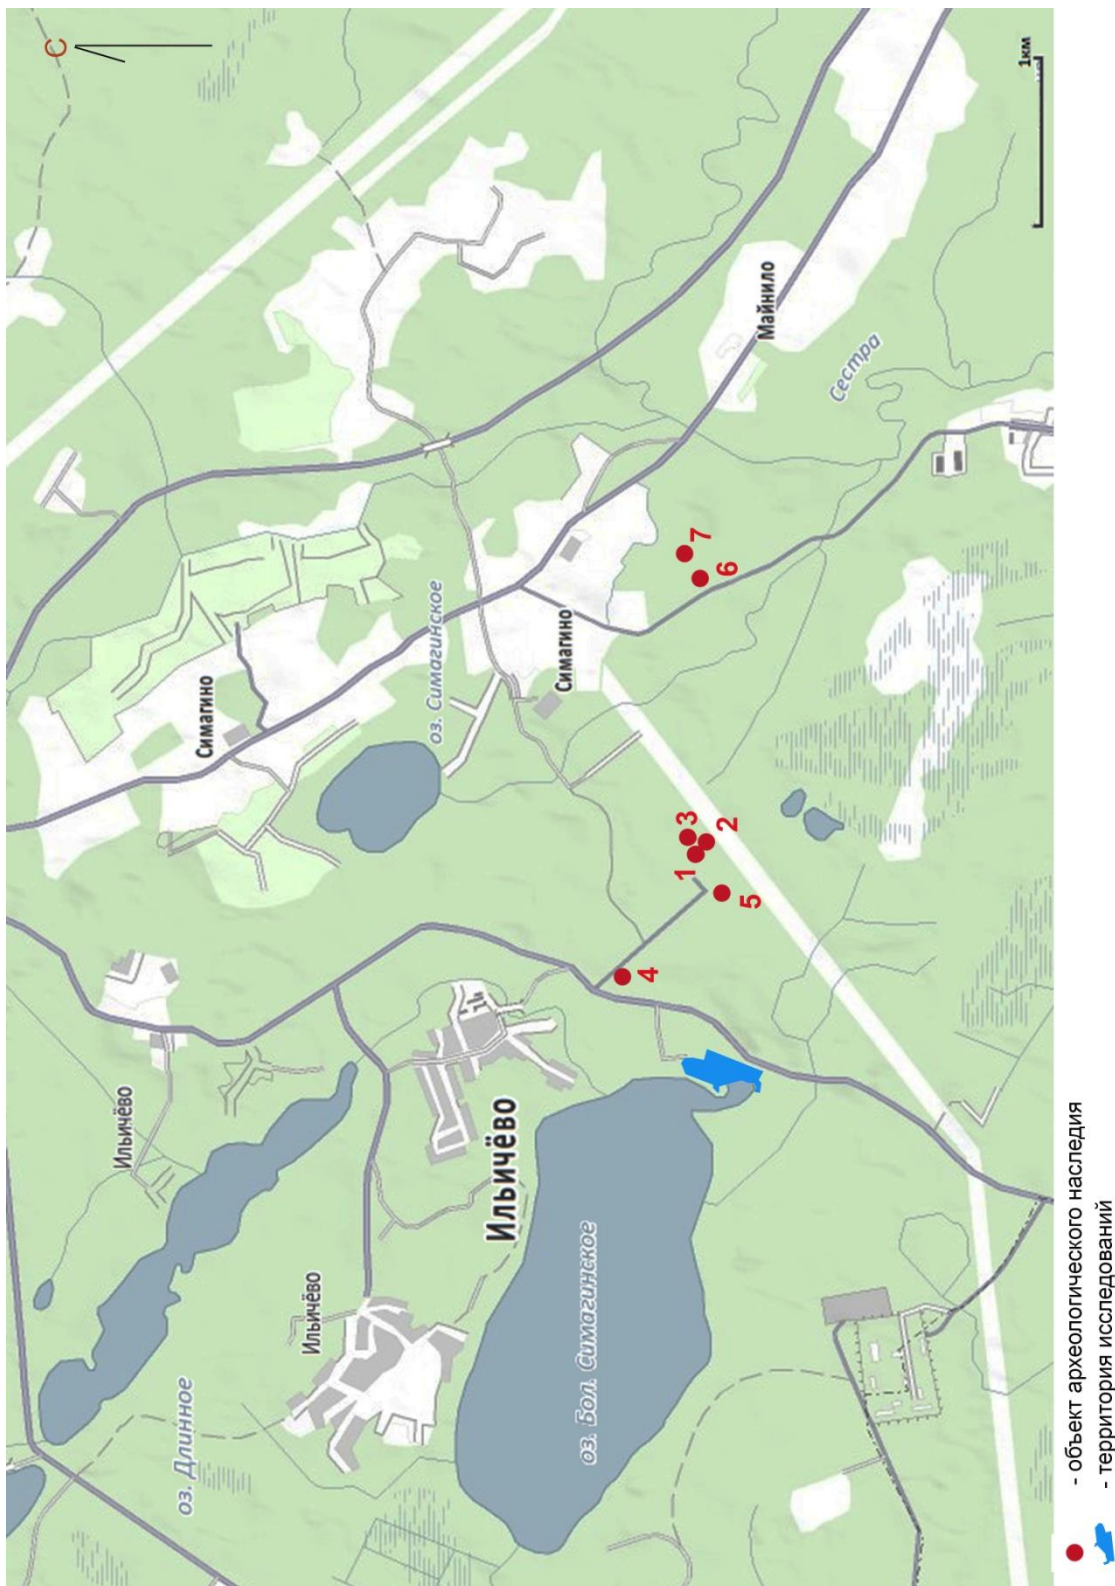 С
1км
Симагино
оз. Симагинское
Майнило
Сестра
Симагино
7
6
3
2
1
5
4
Ильичёво
Ильичёво
Ильичёво
оз. Бол. Симагинское
оз. Длинное
- объект археологического наследия
- территория исследований